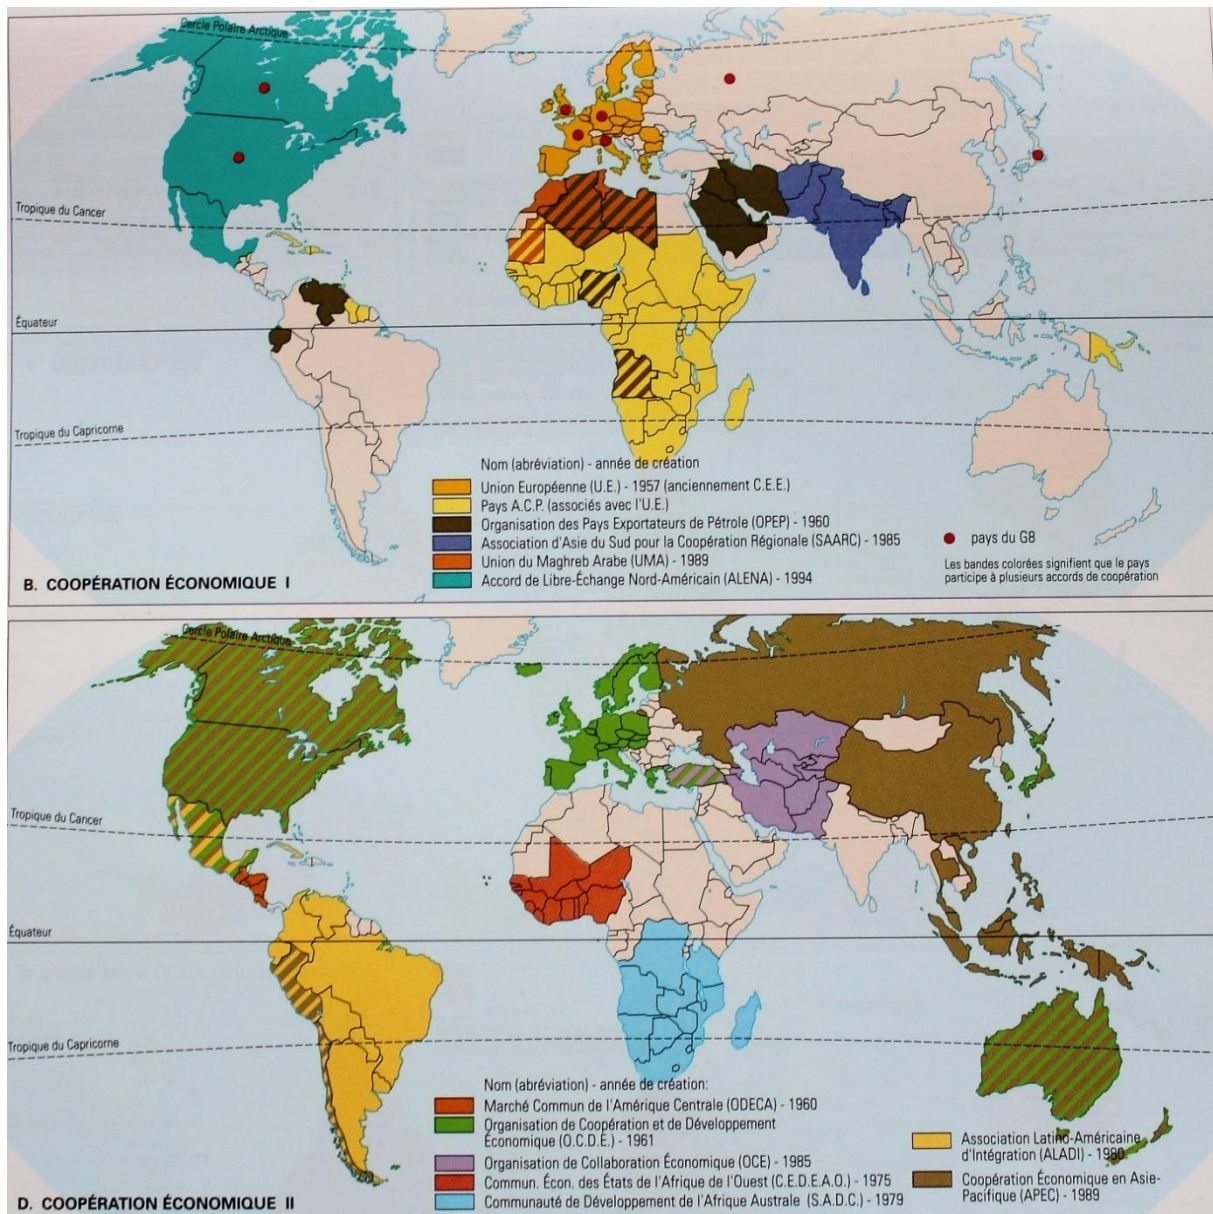 Cercle Polaire Arctique
Tropique du Cancer
Équateur
Tropique du Capricorne
Nom (abréviation) - année de création
Union Européenne (U.E.) - 1957 (anciennement C.E.E.)
Pays A.C.P. (associés avec l'U.E.)
Organisation des Pays Exportateurs de Pétrole (OPEP) - 1960
Association d'Asie du Sud pour la Coopération Régionale (SAARC) - 1985
Union du Maghreb Arabe (UMA) - 1989
Accord de Libre-Échange Nord-Américain (ALENA) - 1994
pays du G8
Les bandes colorées signifient que le pays
participe à plusieurs accords de coopération
B. COOPÉRATION ÉCONOMIQUE I
Cercle Polaire Arctique
Tropique du Cancer
Équateur
Tropique du Capricorne
Nom (abréviation) - année de création:
Marché Commun de l'Amérique Centrale (ODECA) - 1960
Organisation de Coopération et de Développement
Économique (O.C.D.E.) - 1961
Organisation de Collaboration Économique (OCE) - 1985
Commun. Écon. des États de l'Afrique de l'Ouest (C.E.D.E.A.O.) - 1975
Communauté de Développement de l'Afrique Australe (S.A.D.C.) - 1979
Association Latino-Américaine
d'Intégration (ALADI) - 1980
Coopération Économique en Asie-
Pacifique (APEC) - 1989
D. COOPÉRATION ÉCONOMIQUE II